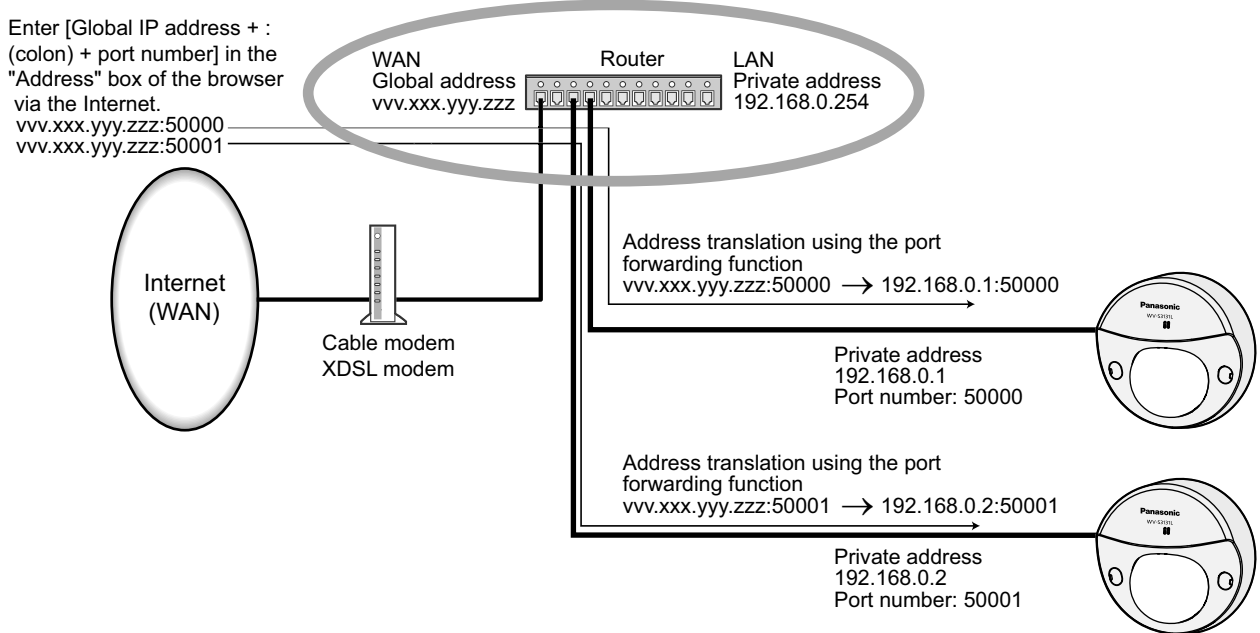 Enter [Global IP address + :
(colon) + port number] in the
"Address" box of the browser
via the Internet.
vvv.xxx.yyy.zzz:50000
vvv.xxx.yyy.zzz:50001
WAN
Global address
vvv.xxx.yyy.zzz
Router
LAN
Private address
192.168.0.254
Internet
(WAN)
Cable modem
XDSL modem
Address translation using the port
forwarding function
vvv.xxx.yyy.zzz:50000 → 192.168.0.1:50000
Panasonic
WV-S3131L
Private address
192.168.0.1
Port number: 50000
Address translation using the port
forwarding function
vvv.xxx.yyy.zzz:50001 → 192.168.0.2:50001
Panasonic
WV-S3131L
Private address
192.168.0.2
Port number: 50001